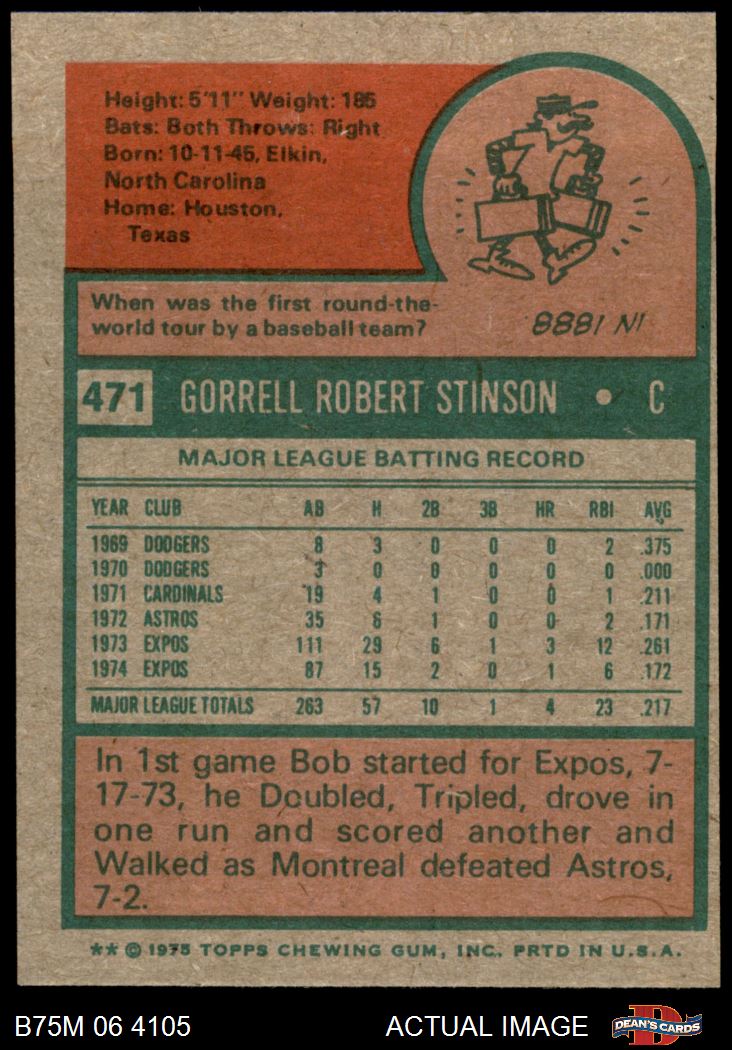 Height: 5'11" Weight: 185
Bats: Both Throws: Right
Born: 10-11-45, Elkin,
North Carolina
Home: Houston,
Texas
When was the first round-the-
world tour by a baseball team?
IN 1888
471 GORRELL ROBERT STINSON • C
MAJOR LEAGUE BATTING RECORD
YEAR CLUB AB H 2B 3B HR RBI AVG
1969 DODGERS 8 3 0 0 0 2 .375
1970 DODGERS 3 0 0 0 0 0 .000
1971 CARDINALS 19 4 1 0 0 1 .211
1972 ASTROS 35 6 1 0 0 2 .171
1973 EXPOS 111 29 6 1 3 12 .261
1974 EXPOS 87 15 2 0 1 6 .172
MAJOR LEAGUE TOTALS 263 57 10 1 4 23 .217
In 1st game Bob started for Expos, 7-
17-73, he Doubled, Tripled, drove in
one run and scored another and
Walked as Montreal defeated Astros,
7-2.
** © 1975 TOPPS CHEWING GUM, INC. PRTD IN U.S.A.
B75M 06 4105 ACTUAL IMAGE
D
DEAN'S CARDS